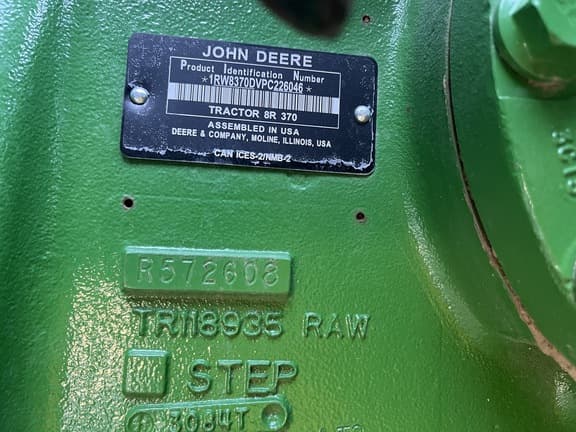 JOHN DEERE
Product Identification Number
*1RW8370DVPC226046*
TRACTOR 8R 370
ASSEMBLED IN USA
DEERE & COMPANY, MOLINE, ILLINOIS, USA
CAN ICES-2/NMB-2
R572608
TR118935 RAW
STEP
3084T